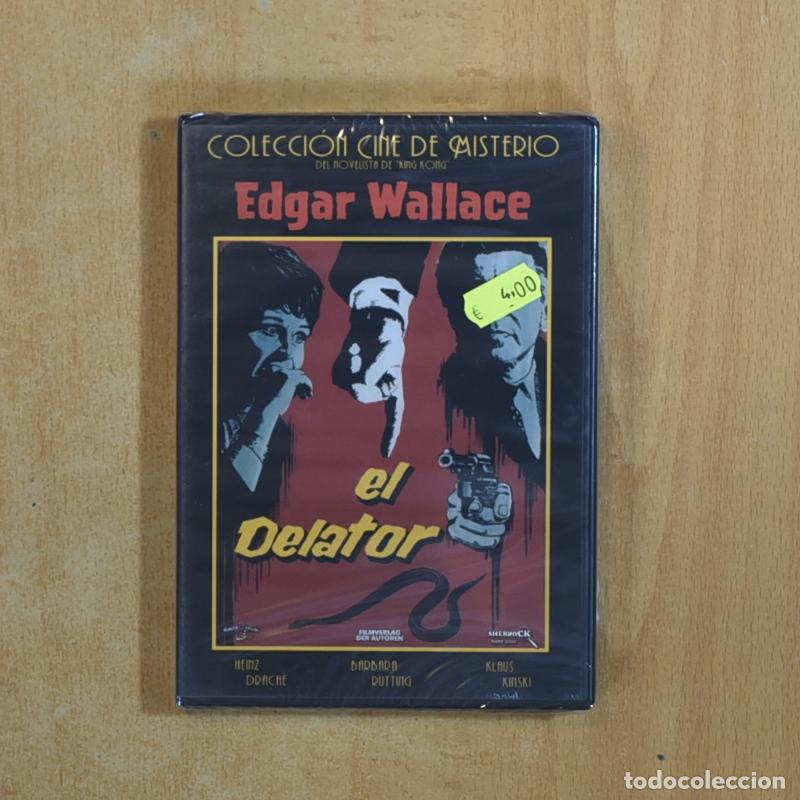 COLECCIÓN CINE DE MISTERIO
DEL NOVELISTA DE "KING KONG"
Edgar Wallace
€ 4.00
el
Delator
FILMVERLAG
DER AUTOREN
SHERLOCK
HEINZ DRACHE
BARBARA RUTTING
KLAUS KINSKI
todocoleccion